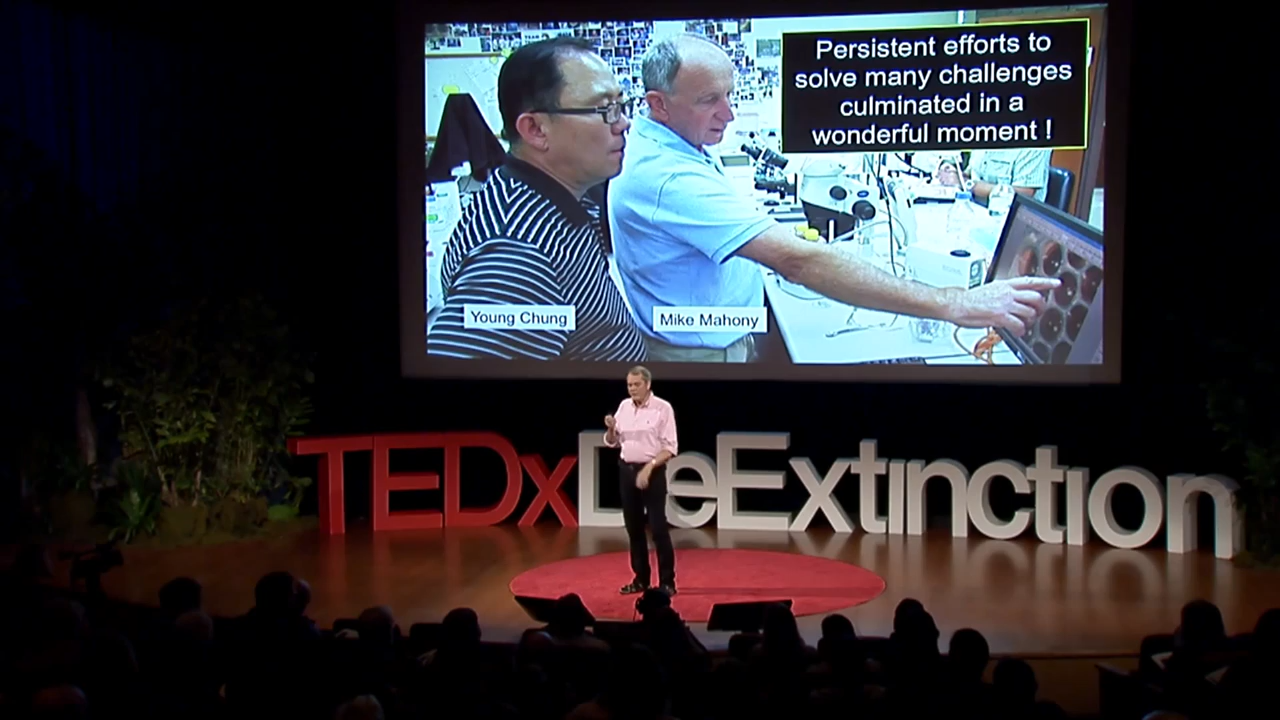 Persistent efforts to
solve many challenges
culminated in a
wonderful moment !
Young Chung
Mike Mahony
TEDxDeExtinction